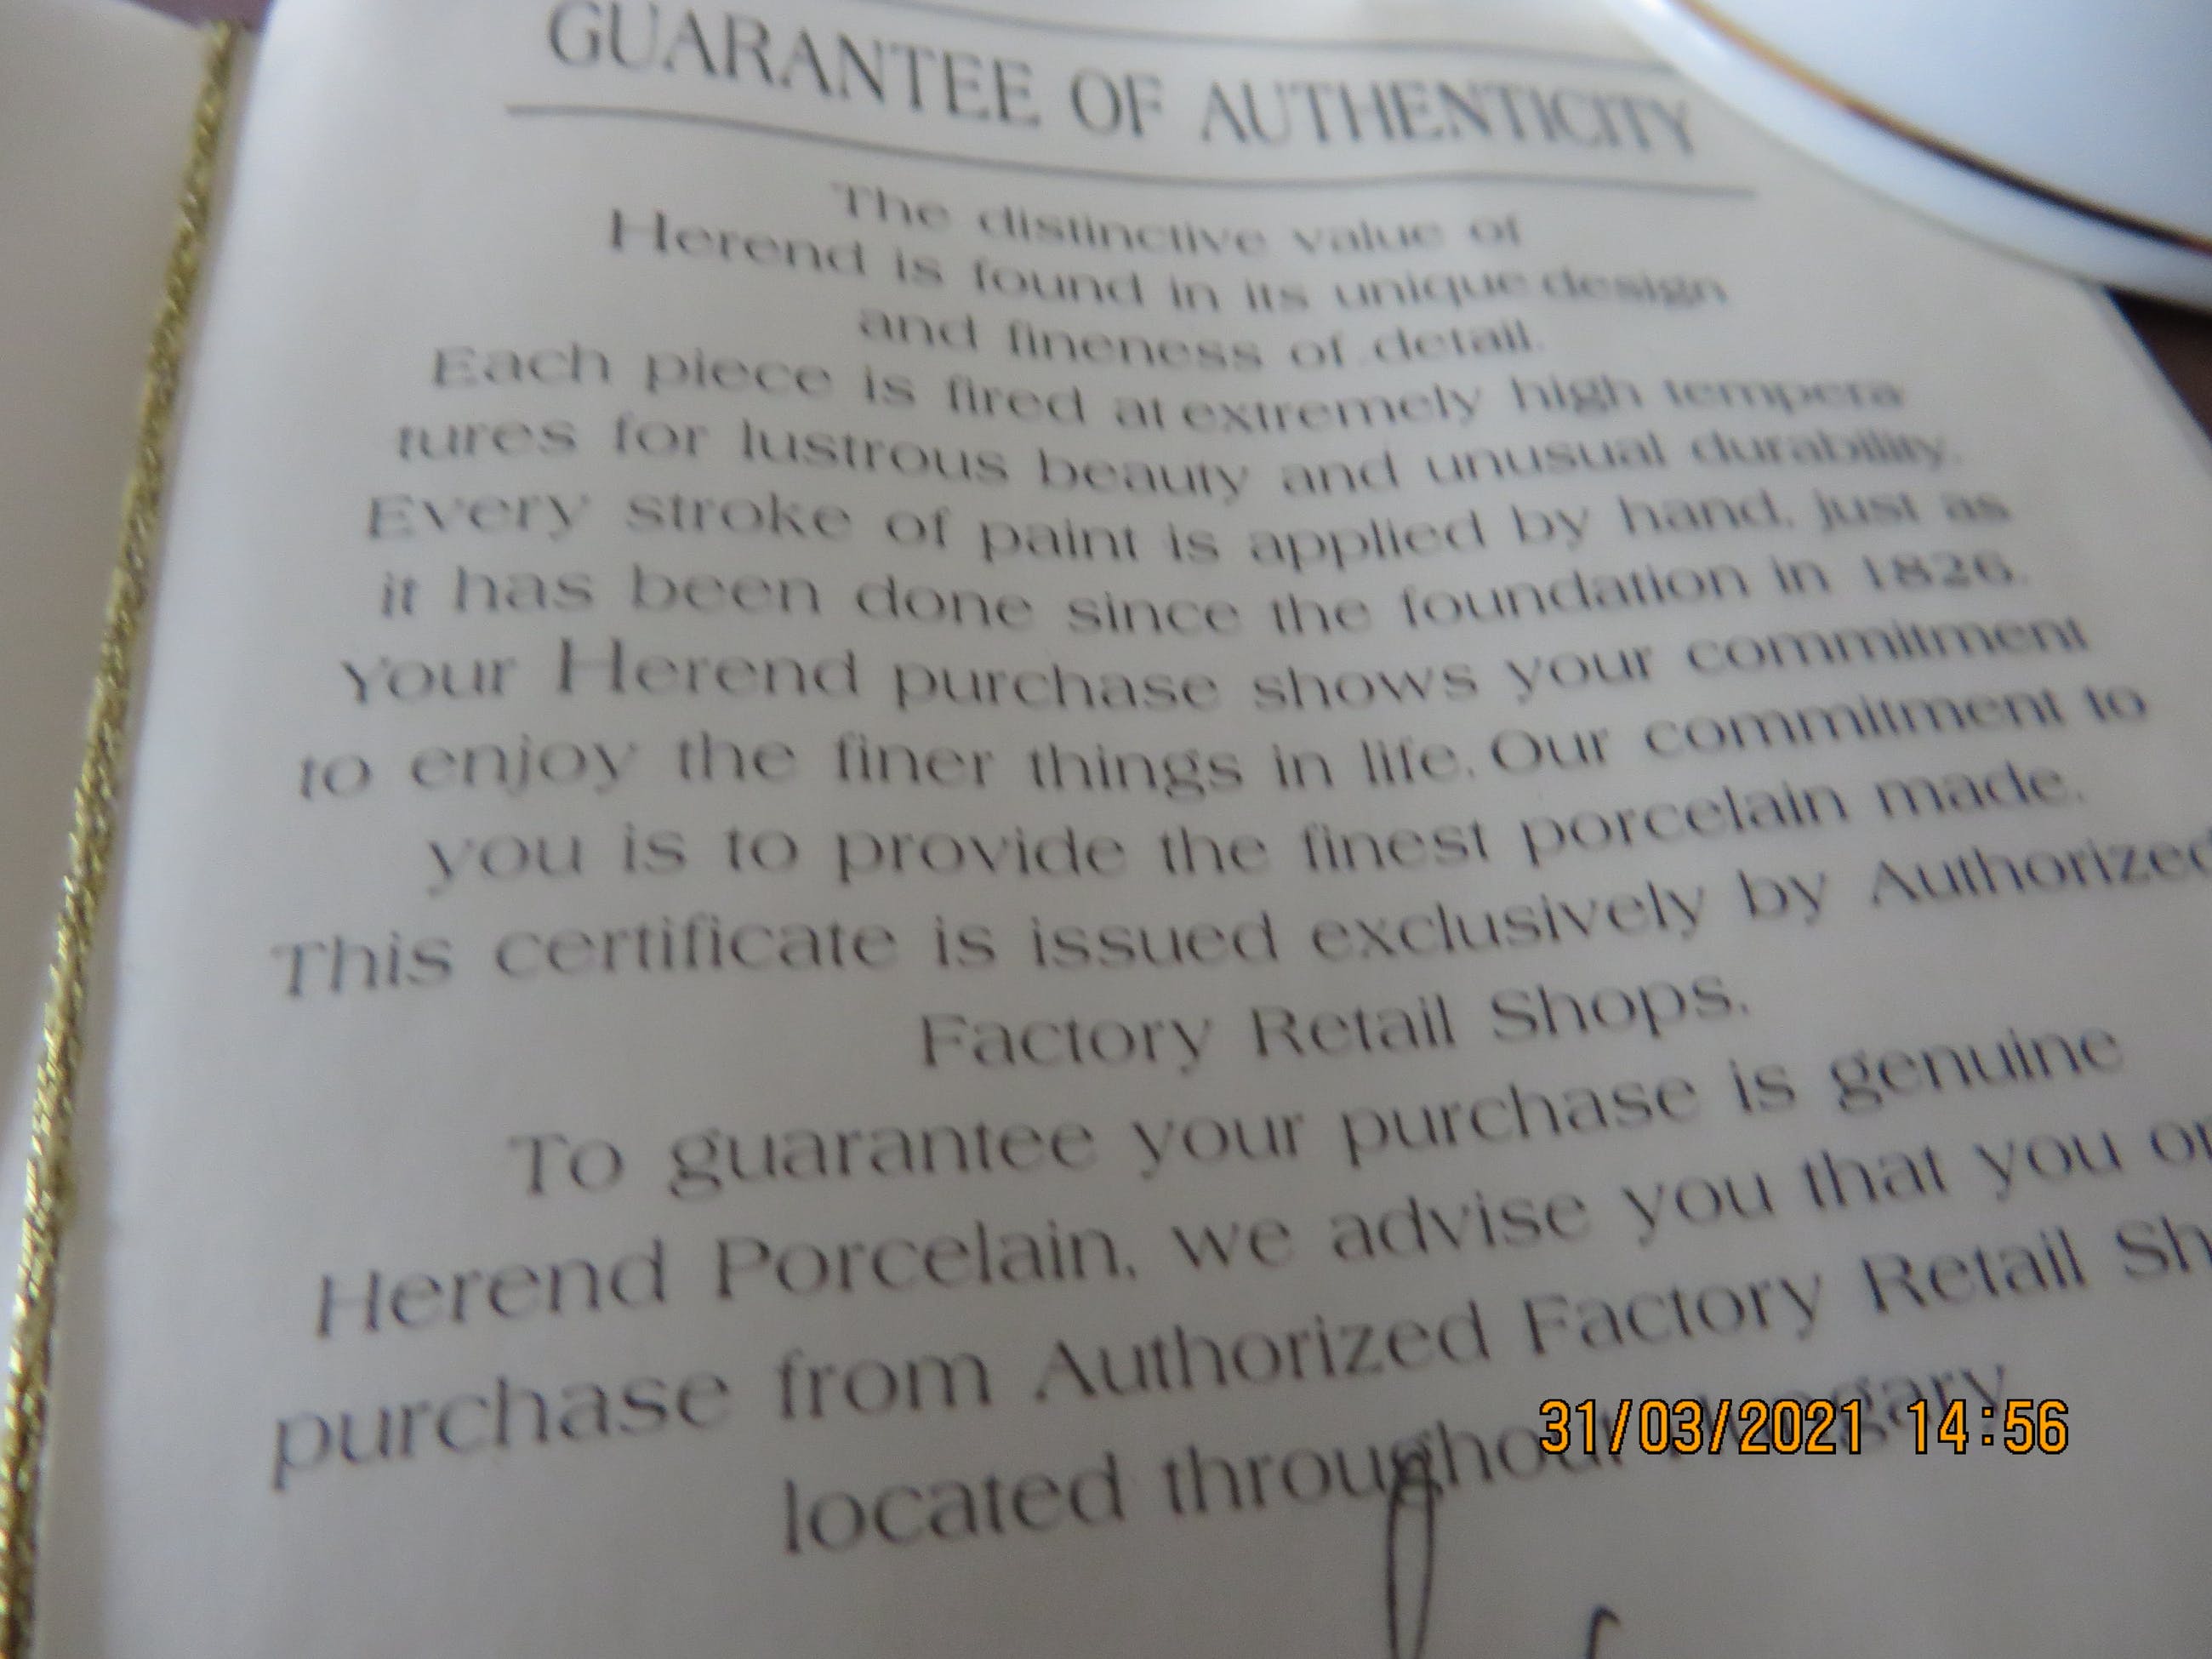 GUARANTEE OF AUTHENTICITY
The distinctive value of
Herend is found in its unique design
and fineness of detail.
Each piece is fired at extremely high tempera-
tures for lustrous beauty and unusual durability.
Every stroke of paint is applied by hand, just as
it has been done since the foundation in 1826.
Your Herend purchase shows your commitment
to enjoy the finer things in life. Our commitment to
you is to provide the finest porcelain made.
This certificate is issued exclusively by Authorized
Factory Retail Shops.
To guarantee your purchase is genuine
Herend Porcelain, we advise you that you
purchase from Authorized Factory Retail Sh
located throughout Hungary
31/03/2021 14:56